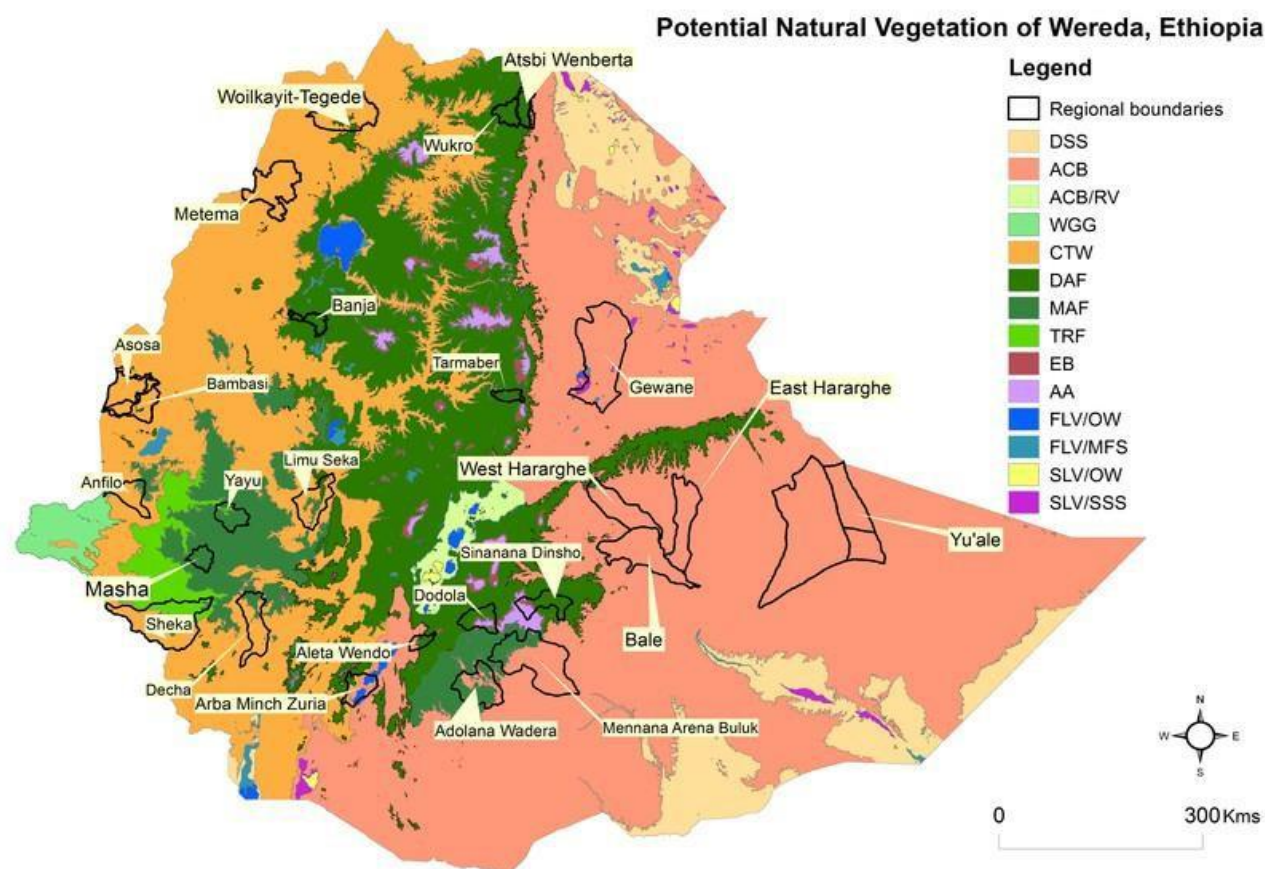 Potential Natural Vegetation of Wereda, Ethiopia
Legend
Regional boundaries
DSS
ACB
ACB/RV
WGG
CTW
DAF
MAF
TRF
EB
AA
FLV/OW
FLV/MFS
SLV/OW
SLV/SSS
Atsbi Wenberta
Woilkayit-Tegede
Wukro
Metema
Banja
Asosa
Bambasi
Tarmaber
Gewane
East Hararghe
West Hararghe
Limu Seka
Yayu
Anfilo
Yu'ale
Sinanana Dinsho
Masha
Dodola
Sheka
Bale
Aleta Wendo
Decha
Arba Minch Zuria
Adolana Wadera
Mennana Arena Buluk
N
W
E
S
0
300 Kms